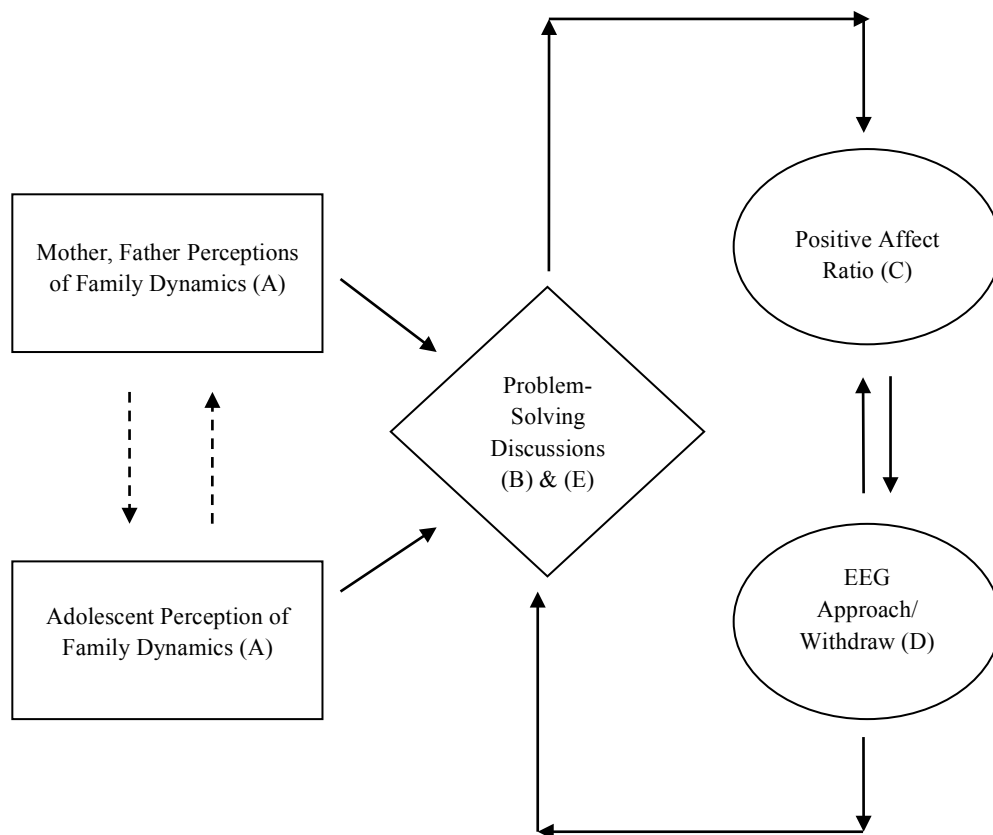 Mother, Father Perceptions
of Family Dynamics (A)
Adolescent Perception of
Family Dynamics (A)
Problem-
Solving
Discussions
(B) & (E)
Positive Affect
Ratio (C)
EEG
Approach/
Withdraw (D)